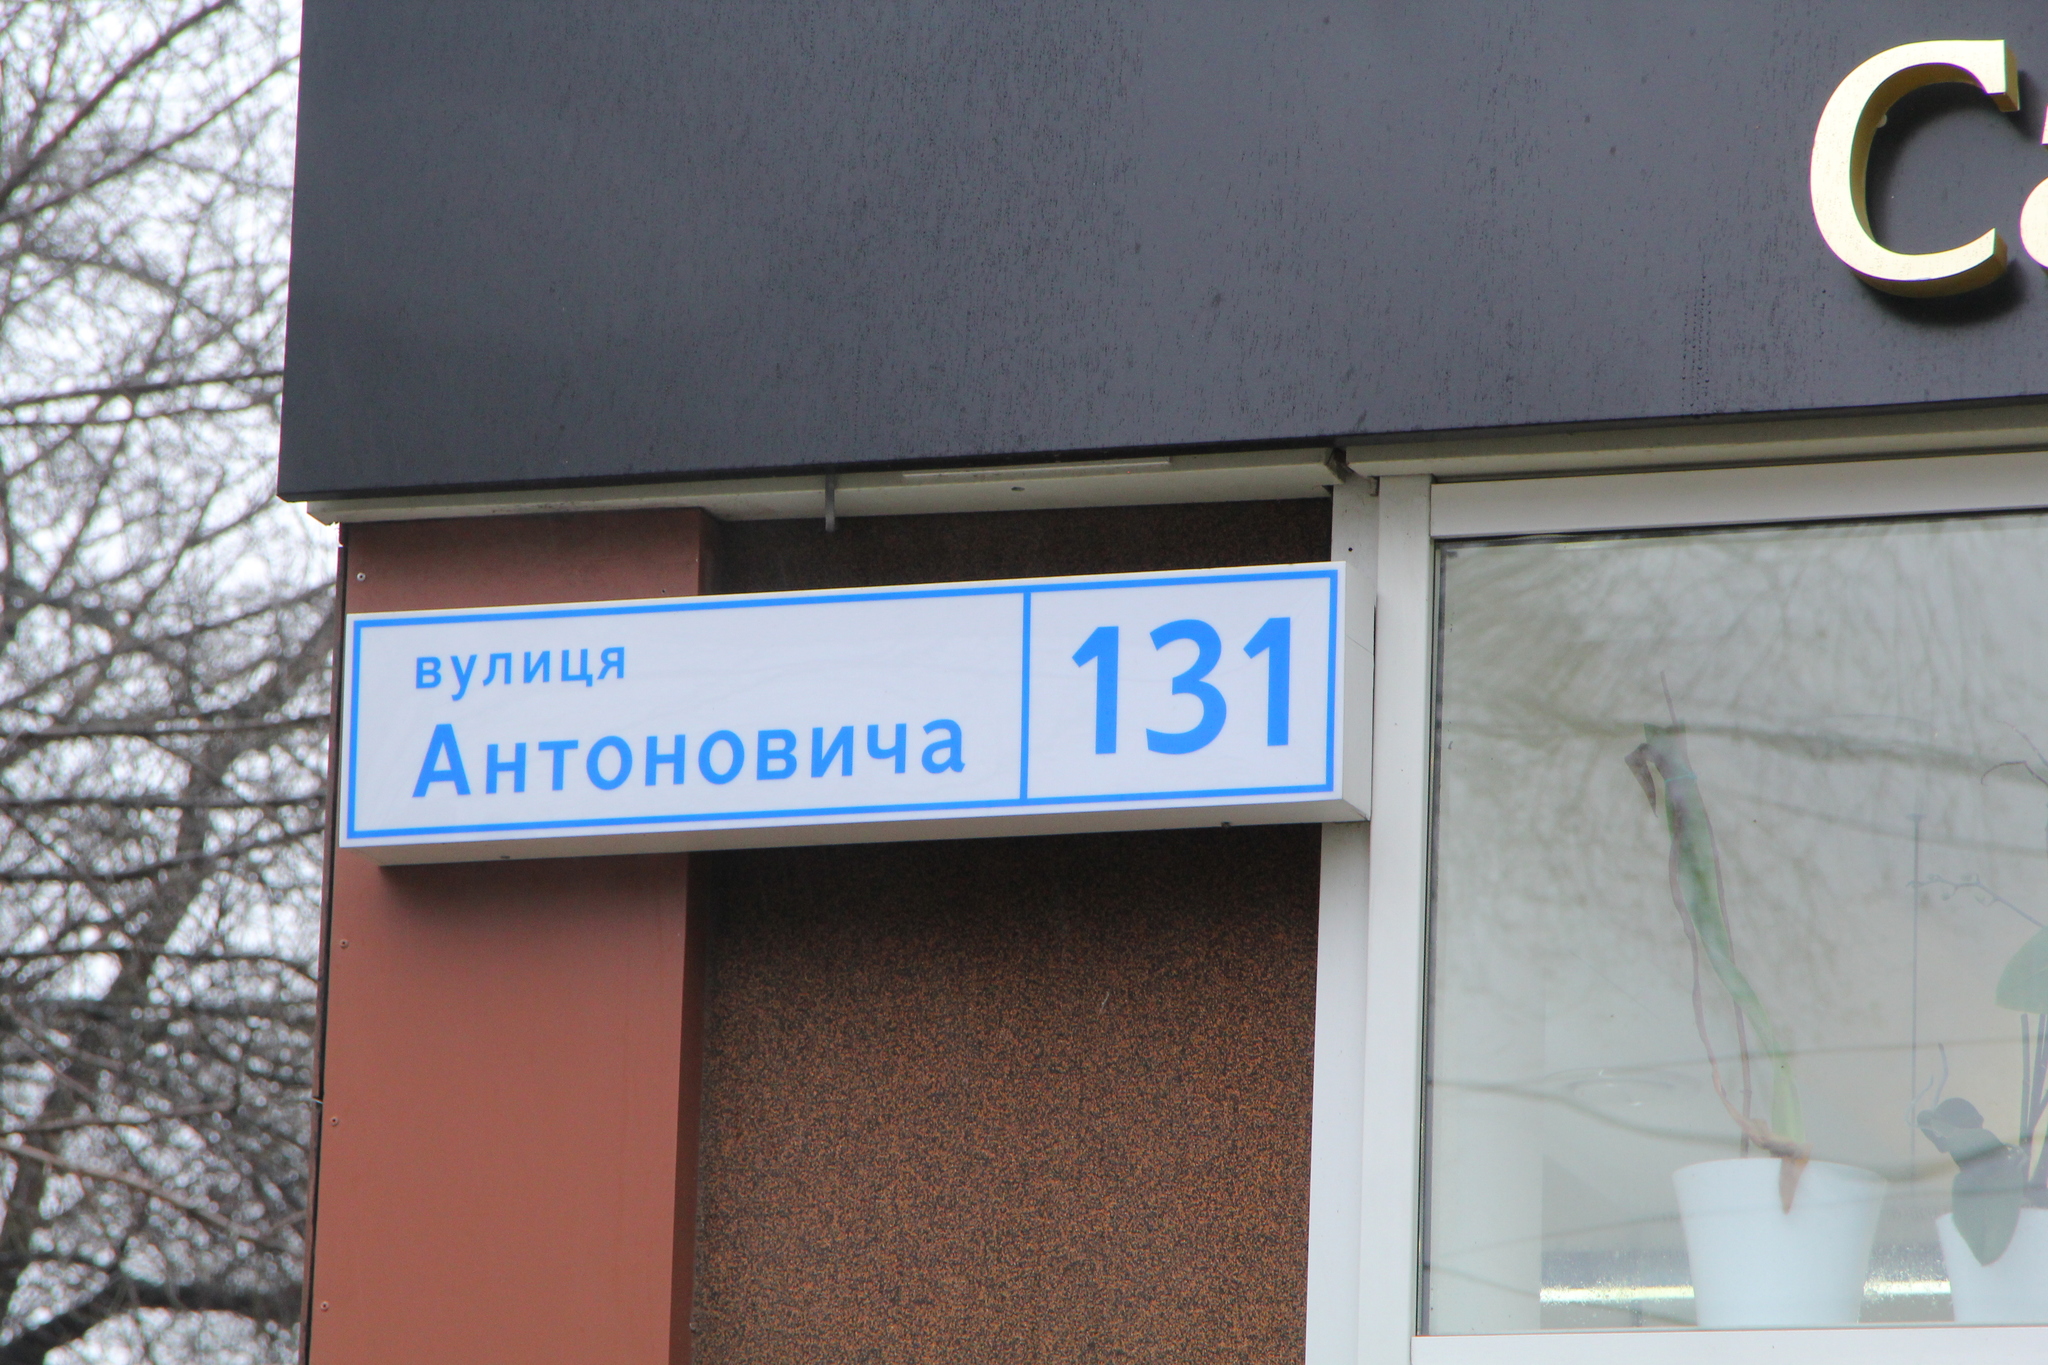 вулиця
Антоновича
131